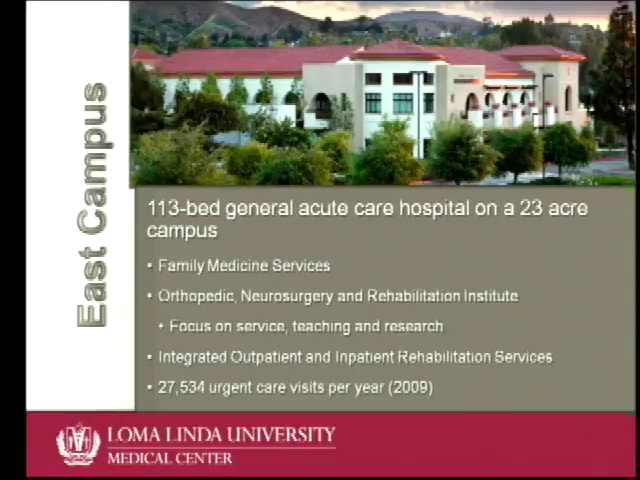 East Campus
113-bed general acute care hospital on a 23 acre
campus
• Family Medicine Services
• Orthopedic, Neurosurgery and Rehabilitation Institute
• Focus on service, teaching and research
• Integrated Outpatient and Inpatient Rehabilitation Services
• 27,534 urgent care visits per year (2009)
LOMA LINDA UNIVERSITY
MEDICAL CENTER